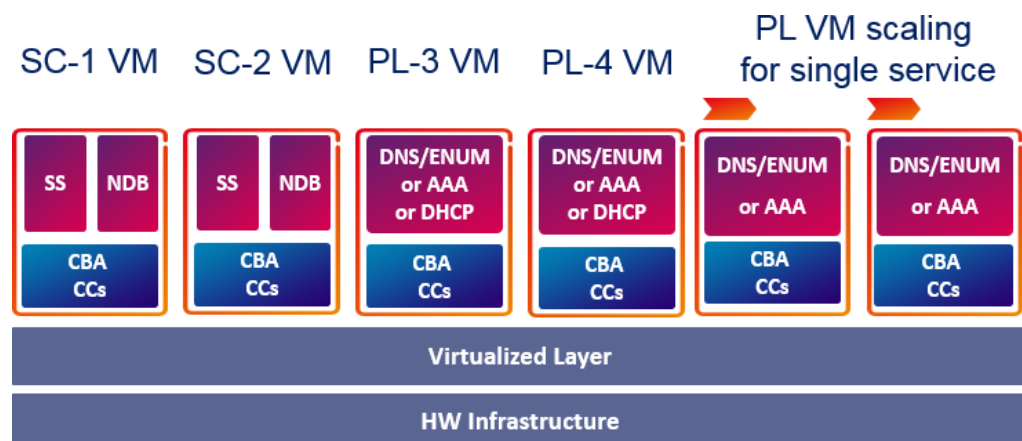 SC-1 VM
SC-2 VM
PL-3 VM
PL-4 VM
PL VM scaling
for single service
SS
NDB
CBA
CCs
SS
NDB
CBA
CCs
DNS/ENUM
or AAA
or DHCP
CBA
CCs
DNS/ENUM
or AAA
or DHCP
CBA
CCs
DNS/ENUM
or AAA
CBA
CCs
DNS/ENUM
or AAA
CBA
CCs
Virtualized Layer
HW Infrastructure